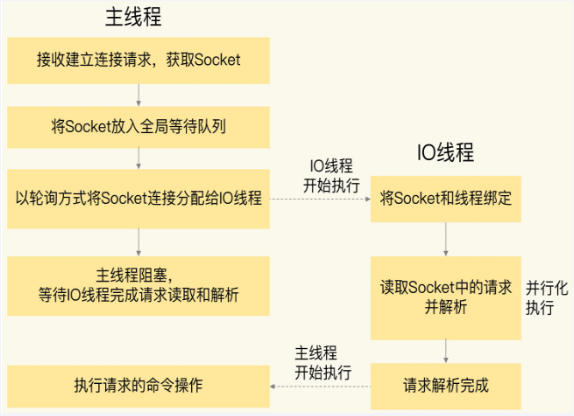 主线程
接收建立连接请求，获取Socket
将Socket放入全局等待队列
以轮询方式将Socket连接分配给IO线程
主线程阻塞，
等待IO线程完成请求读取和解析
执行请求的命令操作
IO线程
开始执行
主线程
开始执行
IO线程
将Socket和线程绑定
读取Socket中的请求
并解析
并行化
执行
请求解析完成